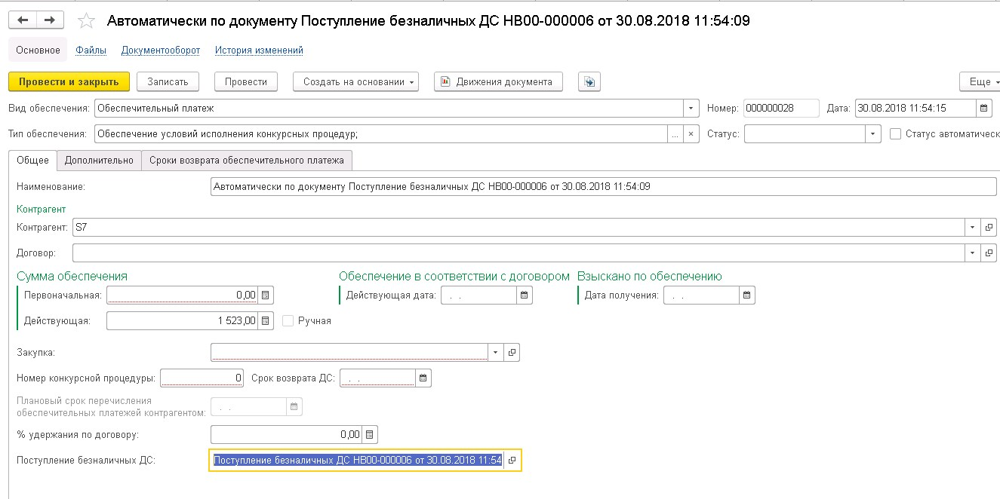 Автоматически по документу Поступление безналичных ДС НВ00-000006 от 30.08.2018 11:54:09
Основное Файлы Документооборот История изменений
Провести и закрыть Записать Провести Создать на основании Движения документа Еще
Вид обеспечения: Обеспечительный платеж Номер: 000000028 Дата: 30.08.2018 11:54:15
Тип обеспечения: Обеспечение условий исполнения конкурсных процедур; ... × Статус: Статус автоматическ
Общее Дополнительно Сроки возврата обеспечительного платежа
Наименование: Автоматически по документу Поступление безналичных ДС НВ00-000006 от 30.08.2018 11:54:09
Контрагент
Контрагент: S7
Договор:
Сумма обеспечения Обеспечение в соответствии с договором Взыскано по обеспечению
Первоначальная: 0,00 Действующая дата: . . Дата получения: . .
Действующая: 1 523,00 Ручная
Закупка:
Номер конкурсной процедуры: 0 Срок возврата ДС: . .
Плановый срок перечисления
обеспечительных платежей контрагентом: . .
% удержания по договору: 0,00
Поступление безналичных ДС: Поступление безналичных ДС НВ00-000006 от 30.08.2018 11:54